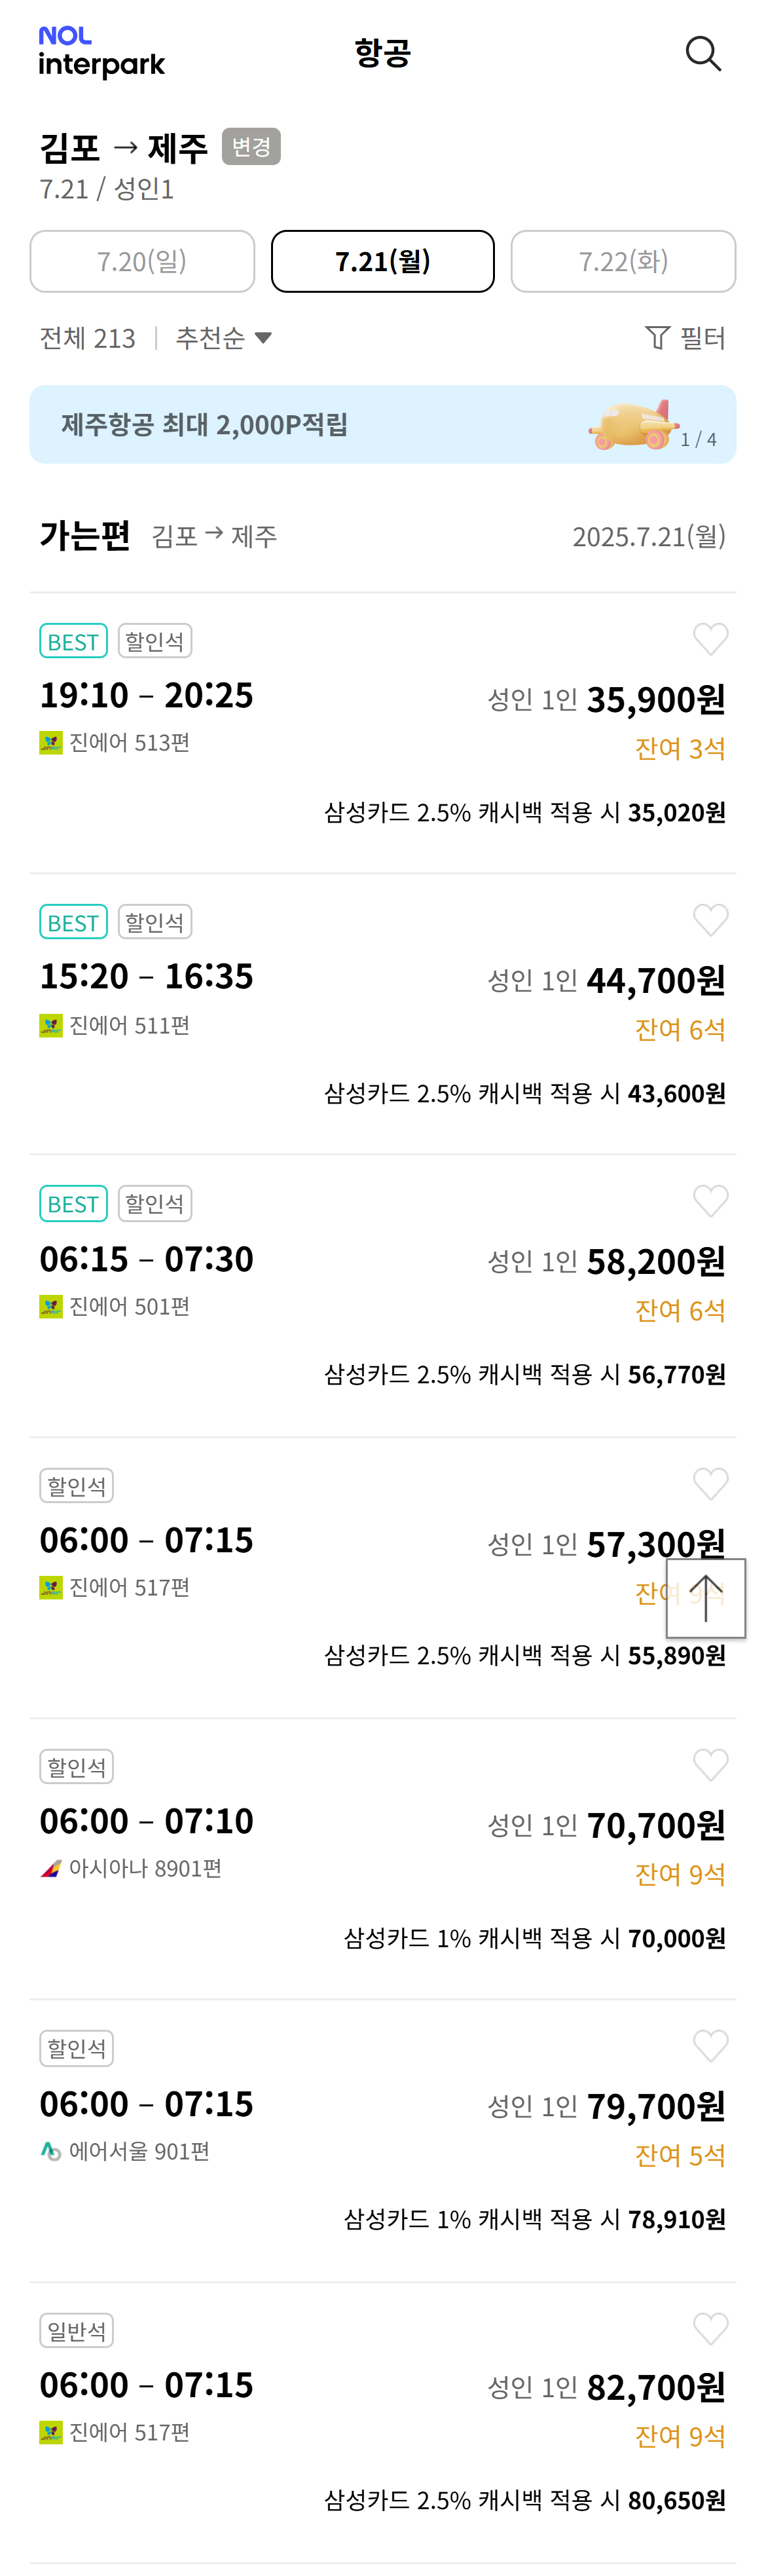 NOL
interpark
항공
김포 → 제주 변경
7.21 / 성인1
7.20(일) 7.21(월) 7.22(화)
전체 213 | 추천순 필터
제주항공 최대 2,000P적립
1 / 4
가는편 김포 → 제주 2025.7.21(월)
BEST 할인석
19:10 – 20:25 성인 1인 35,900원
진에어 513편 잔여 3석
삼성카드 2.5% 캐시백 적용 시 35,020원
BEST 할인석
15:20 – 16:35 성인 1인 44,700원
진에어 511편 잔여 6석
삼성카드 2.5% 캐시백 적용 시 43,600원
BEST 할인석
06:15 – 07:30 성인 1인 58,200원
진에어 501편 잔여 6석
삼성카드 2.5% 캐시백 적용 시 56,770원
할인석
06:00 – 07:15 성인 1인 57,300원
진에어 517편 잔여 9석
삼성카드 2.5% 캐시백 적용 시 55,890원
할인석
06:00 – 07:10 성인 1인 70,700원
아시아나 8901편 잔여 9석
삼성카드 1% 캐시백 적용 시 70,000원
할인석
06:00 – 07:15 성인 1인 79,700원
에어서울 901편 잔여 5석
삼성카드 1% 캐시백 적용 시 78,910원
일반석
06:00 – 07:15 성인 1인 82,700원
진에어 517편 잔여 9석
삼성카드 2.5% 캐시백 적용 시 80,650원